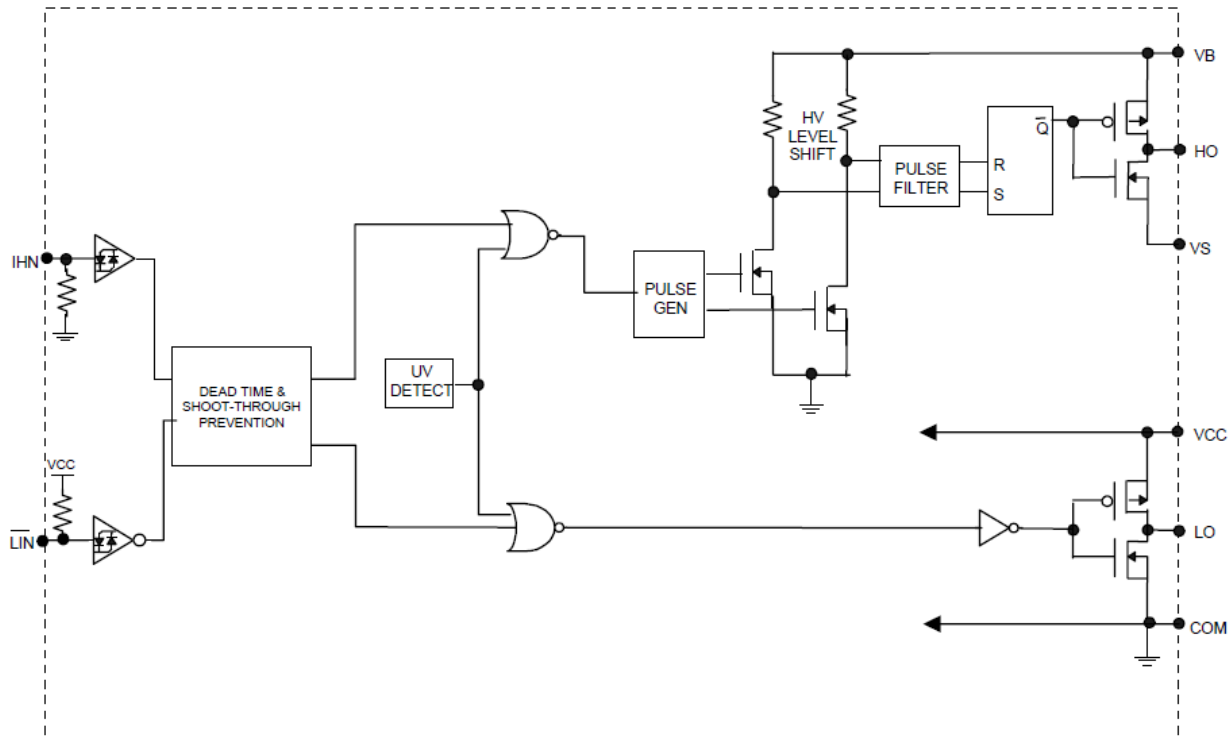 VB
HV
LEVEL
SHIFT
Q̅
HO
PULSE
FILTER
R
S
VS
IHN
PULSE
GEN
UV
DETECT
DEAD TIME &
SHOOT-THROUGH
PREVENTION
VCC
VCC
L̅I̅N̅
LO
COM